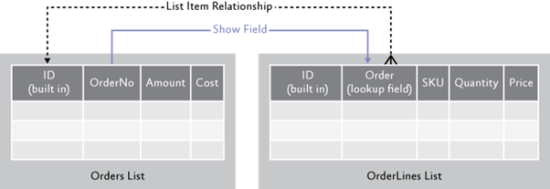 List Item Relationship
Show Field
ID
(built in)
OrderNo
Amount
Cost
ID
(built in)
Order
(lookup field)
SKU
Quantity
Price
Orders List
OrderLines List